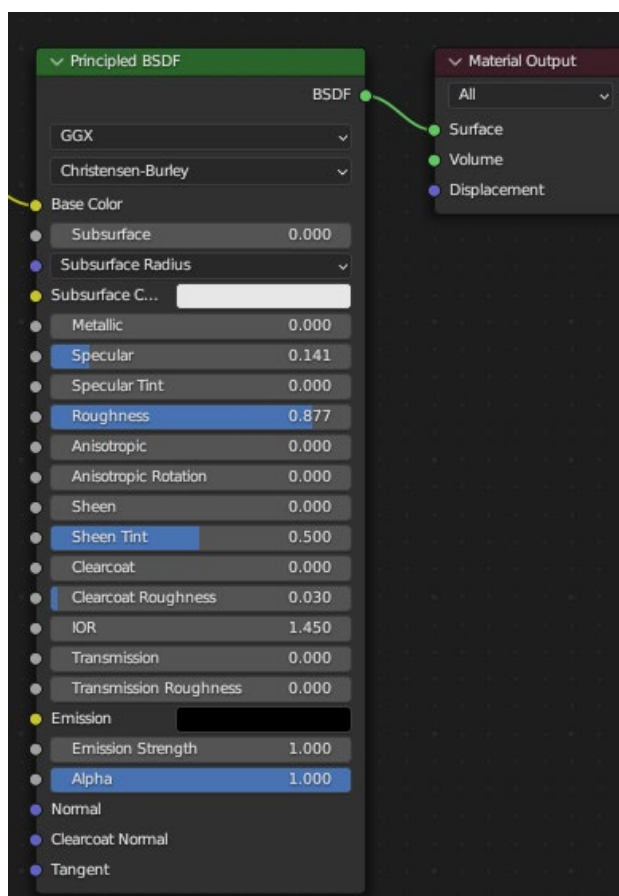 Principled BSDF
BSDF
GGX
Christensen-Burley
Base Color
Subsurface 0.000
Subsurface Radius
Subsurface C...
Metallic 0.000
Specular 0.141
Specular Tint 0.000
Roughness 0.877
Anisotropic 0.000
Anisotropic Rotation 0.000
Sheen 0.000
Sheen Tint 0.500
Clearcoat 0.000
Clearcoat Roughness 0.030
IOR 1.450
Transmission 0.000
Transmission Roughness 0.000
Emission
Emission Strength 1.000
Alpha 1.000
Normal
Clearcoat Normal
Tangent
Material Output
All
Surface
Volume
Displacement